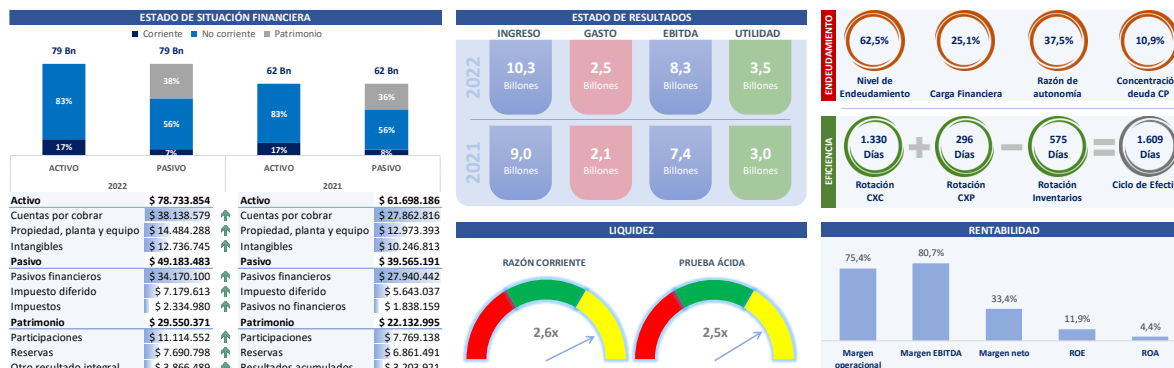 ESTADO DE SITUACIÓN FINANCIERA
Corriente No corriente Patrimonio
79 Bn 79 Bn
62 Bn 62 Bn
38%
83% 56%
36%
83% 56%
17% 7% 17% 8%
ACTIVO PASIVO ACTIVO PASIVO
2022 2021
Activo $ 78.733.854 Activo $ 61.698.186
Cuentas por cobrar $ 38.138.579 Cuentas por cobrar $ 27.862.816
Propiedad, planta y equipo $ 14.484.288 Propiedad, planta y equipo $ 12.973.393
Intangibles $ 12.736.745 Intangibles $ 10.246.813
Pasivo $ 49.183.483 Pasivo $ 39.565.191
Pasivos financieros $ 34.170.100 Pasivos financieros $ 27.940.442
Impuesto diferido $ 7.179.613 Impuesto diferido $ 5.643.037
Impuestos $ 2.334.980 Pasivos no financieros $ 1.838.159
Patrimonio $ 29.550.371 Patrimonio $ 22.132.995
Participaciones $ 11.114.552 Participaciones $ 7.769.138
Reservas $ 7.690.798 Reservas $ 6.861.491
Otro resultado integral $ 3.866.489 Resultados acumulados $ 3.203.921
ESTADO DE RESULTADOS
INGRESO GASTO EBITDA UTILIDAD
2022
10,3 2,5 8,3 3,5
Billones Billones Billones Billones
2021
9,0 2,1 7,4 3,0
Billones Billones Billones Billones
LIQUIDEZ
RAZÓN CORRIENTE PRUEBA ÁCIDA
2,6x 2,5x
ENDEUDAMIENTO
62,5% 25,1% 37,5% 10,9%
Nivel de Endeudamiento
Carga Financiera
Razón de autonomía
Concentració
deuda CP
EFICIENCIA
1.330 Días + 296 Días − 575 Días = 1.609 Días
Rotación CXC
Rotación CXP
Rotación Inventarios
Ciclo de Efecti
RENTABILIDAD
75,4% 80,7% 33,4% 11,9% 4,4%
Margen operacional Margen EBITDA Margen neto ROE ROA